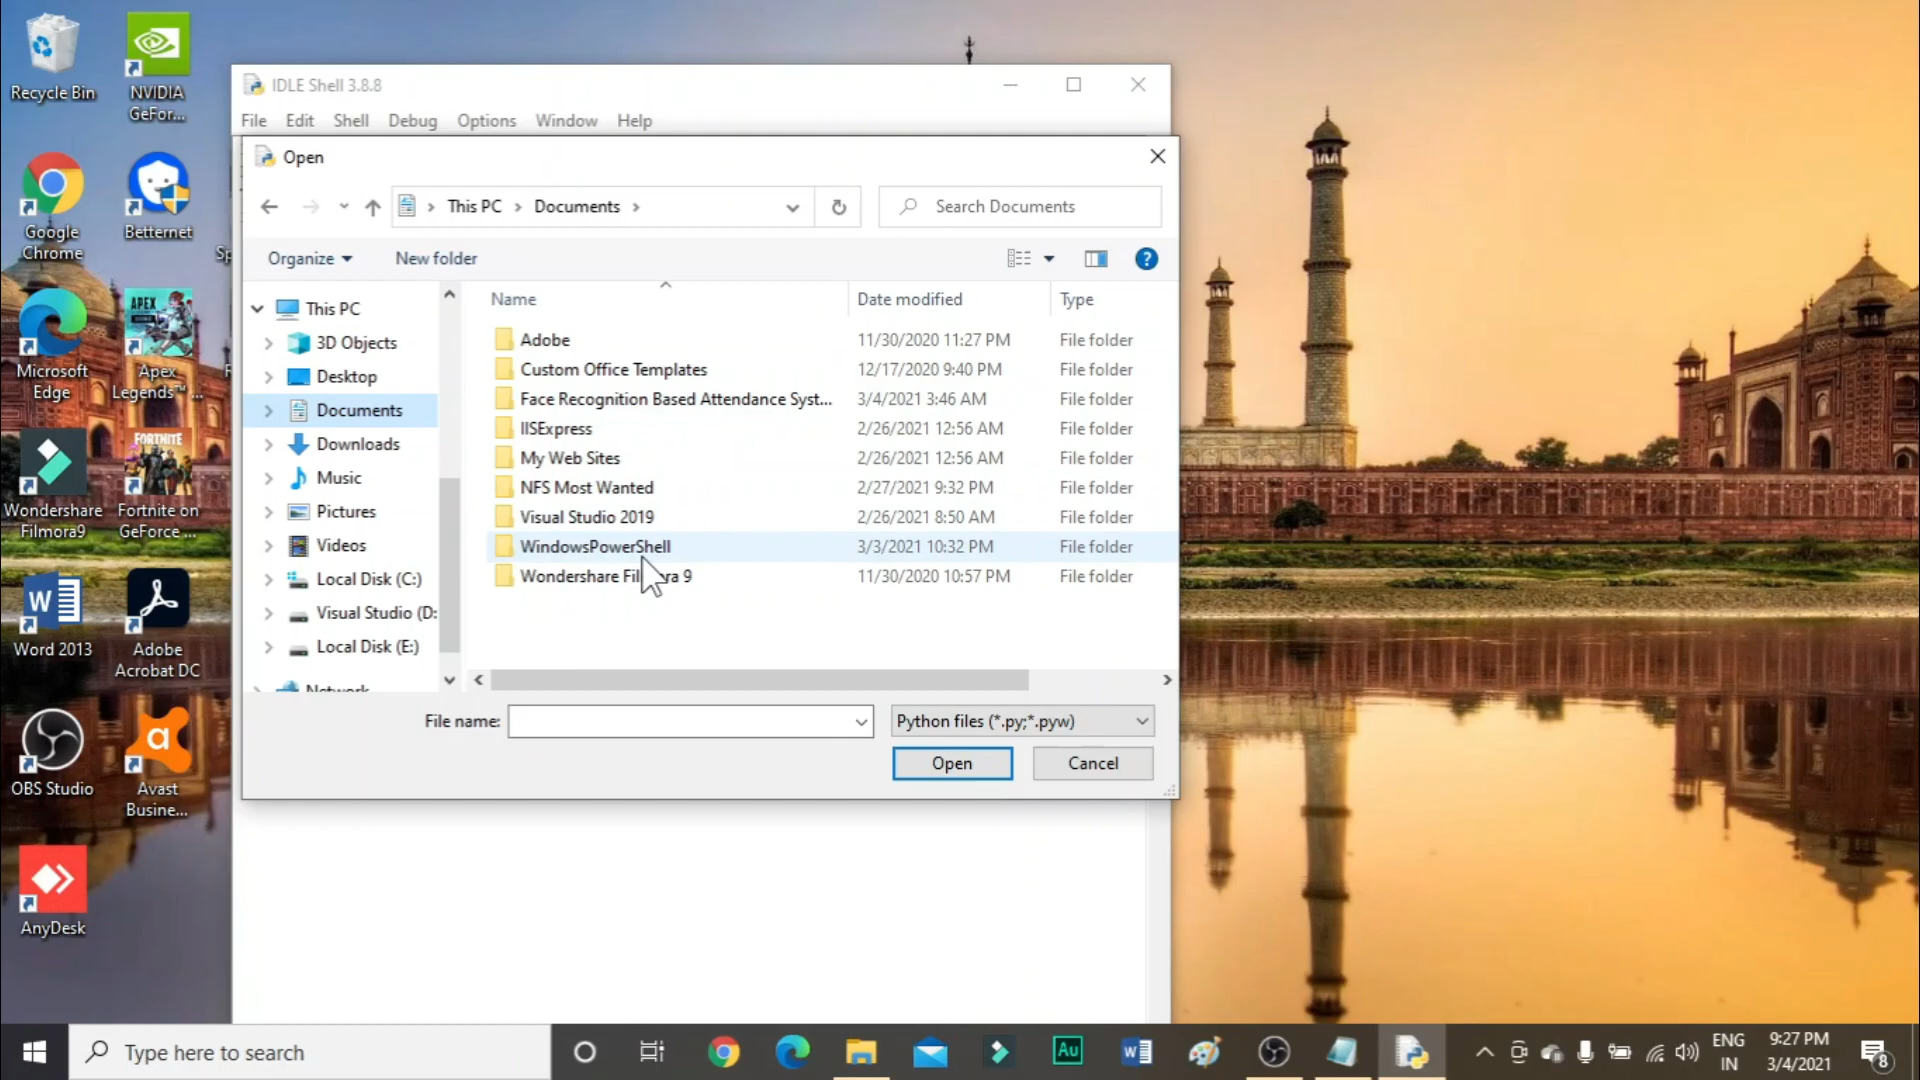 Recycle Bin
NVIDIA
GeFor...
Google
Chrome
Betternet
Sp
Microsoft
Edge
APEX
LEGENDS
Apex
Legends™ ...
Wondershare
Filmora9
FORTNITE
Fortnite on
GeForce ...
Word 2013
Adobe
Acrobat DC
OBS Studio
Avast
Busine...
AnyDesk
IDLE Shell 3.8.8
File Edit Shell Debug Options Window Help
Open
This PC > Documents >
Search Documents
Organize
New folder
This PC
3D Objects
Desktop
Documents
Downloads
Music
Pictures
Videos
Local Disk (C:)
Visual Studio (D:
Local Disk (E:)
Network
Name Date modified Type
Adobe 11/30/2020 11:27 PM File folder
Custom Office Templates 12/17/2020 9:40 PM File folder
Face Recognition Based Attendance Syst... 3/4/2021 3:46 AM File folder
IISExpress 2/26/2021 12:56 AM File folder
My Web Sites 2/26/2021 12:56 AM File folder
NFS Most Wanted 2/27/2021 9:32 PM File folder
Visual Studio 2019 2/26/2021 8:50 AM File folder
WindowsPowerShell 3/3/2021 10:32 PM File folder
Wondershare Fil ra 9 11/30/2020 10:57 PM File folder
File name:
Python files (*.py;*.pyw)
Open Cancel
Type here to search
Au
ENG
IN
9:27 PM
3/4/2021
8